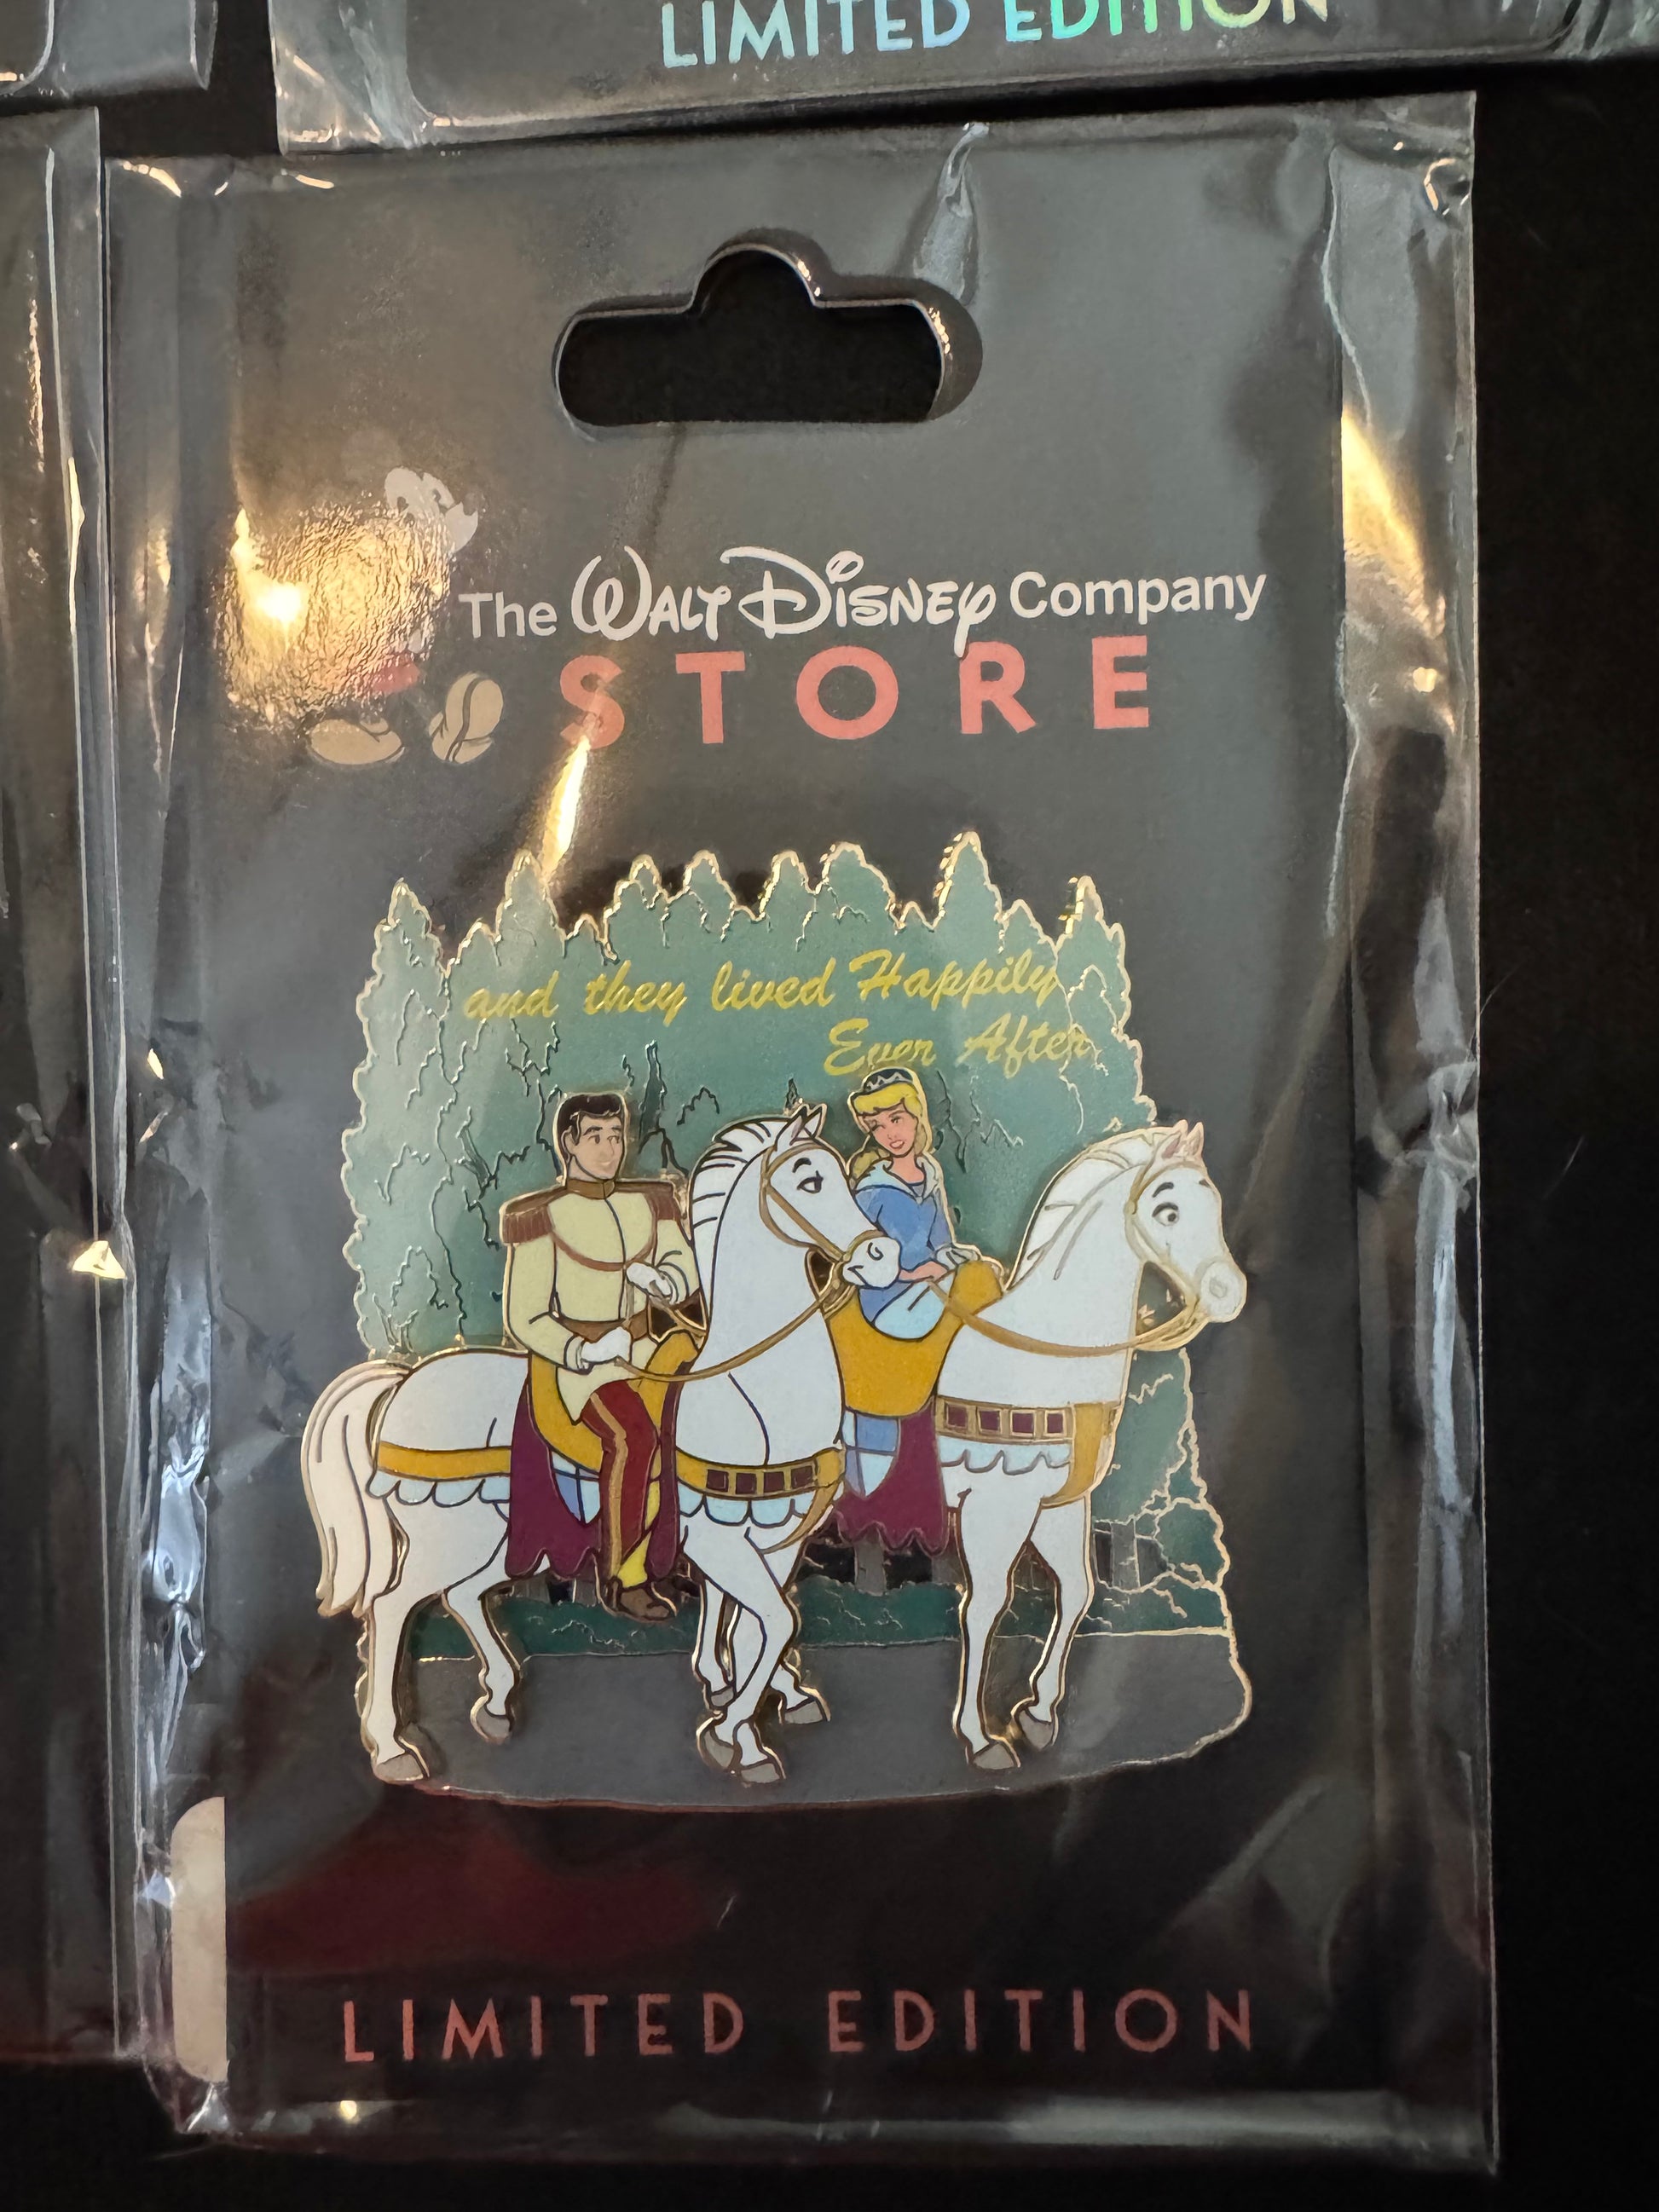 LIMITED EDITION
The WALT DISNEY Company
STORE
and they lived Happily
Ever After
LIMITED EDITION